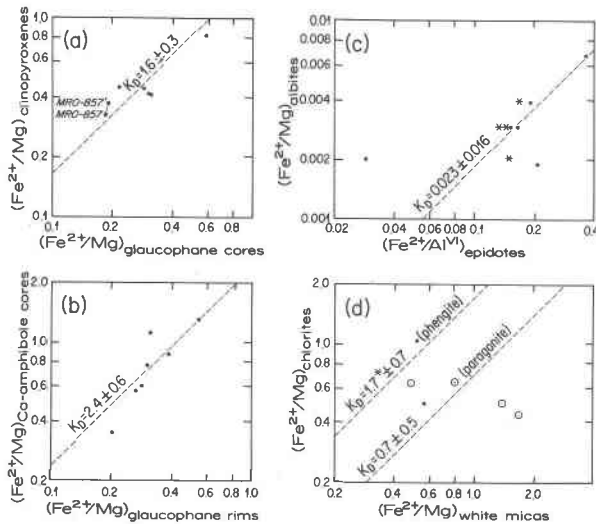 (a)
1.0
0.8
0.6
0.4
0.2
0.1
(Fe²⁺/Mg)clinopyroxenes
K_D=1.6±0.3
MRO-857'
MRO-857'
0.1 0.2 0.4 0.6 0.8
(Fe²⁺/Mg)glaucophane cores
(c)
0.01
0.008
0.004
0.002
0.001
(Fe²⁺/Mg)albites
K_D=0.023±0.016
0.02 0.04 0.1 0.2 0.4
(Fe²⁺/Al^VI)epidotes
(b)
2.0
1.0
0.8
0.4
0.2
(Fe²⁺/Mg)Ca-amphibole cores
K_D=2.4±0.6
0.1 0.2 0.4 0.6 0.8 1.0
(Fe²⁺/Mg)glaucophane rims
(d)
2.0
1.0
0.6
0.4
0.2
(Fe²⁺/Mg)chlorites
K_D=1.7±0.7 (phengite)
K_D=0.7±0.5 (paragonite)
0.2 0.4 0.6 0.8 1.0 2.0
(Fe²⁺/Mg)white micas